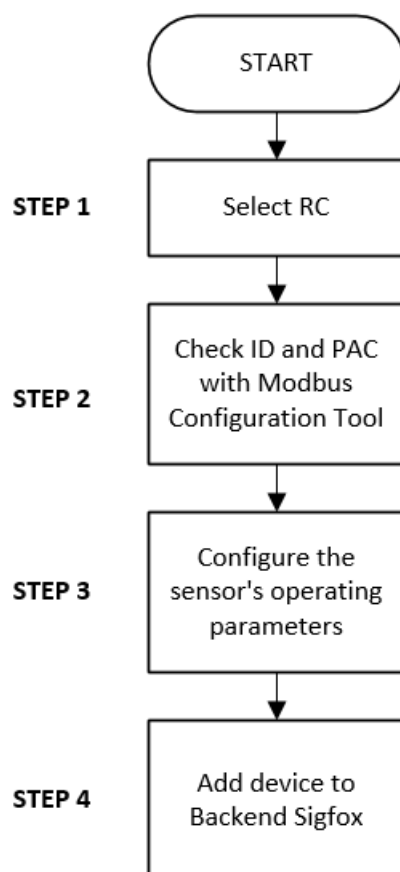 START
STEP 1
Select RC
STEP 2
Check ID and PAC
with Modbus
Configuration Tool
STEP 3
Configure the
sensor's operating
parameters
STEP 4
Add device to
Backend Sigfox